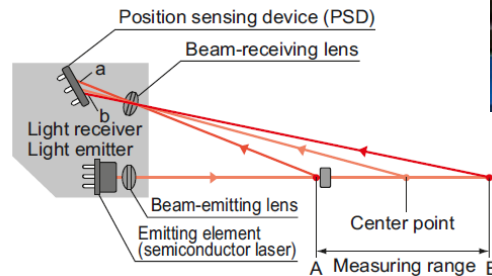 Position sensing device (PSD)
Beam-receiving lens
a
b
Light receiver
Light emitter
Beam-emitting lens
Center point
Emitting element
(semiconductor laser)
A Measuring range B